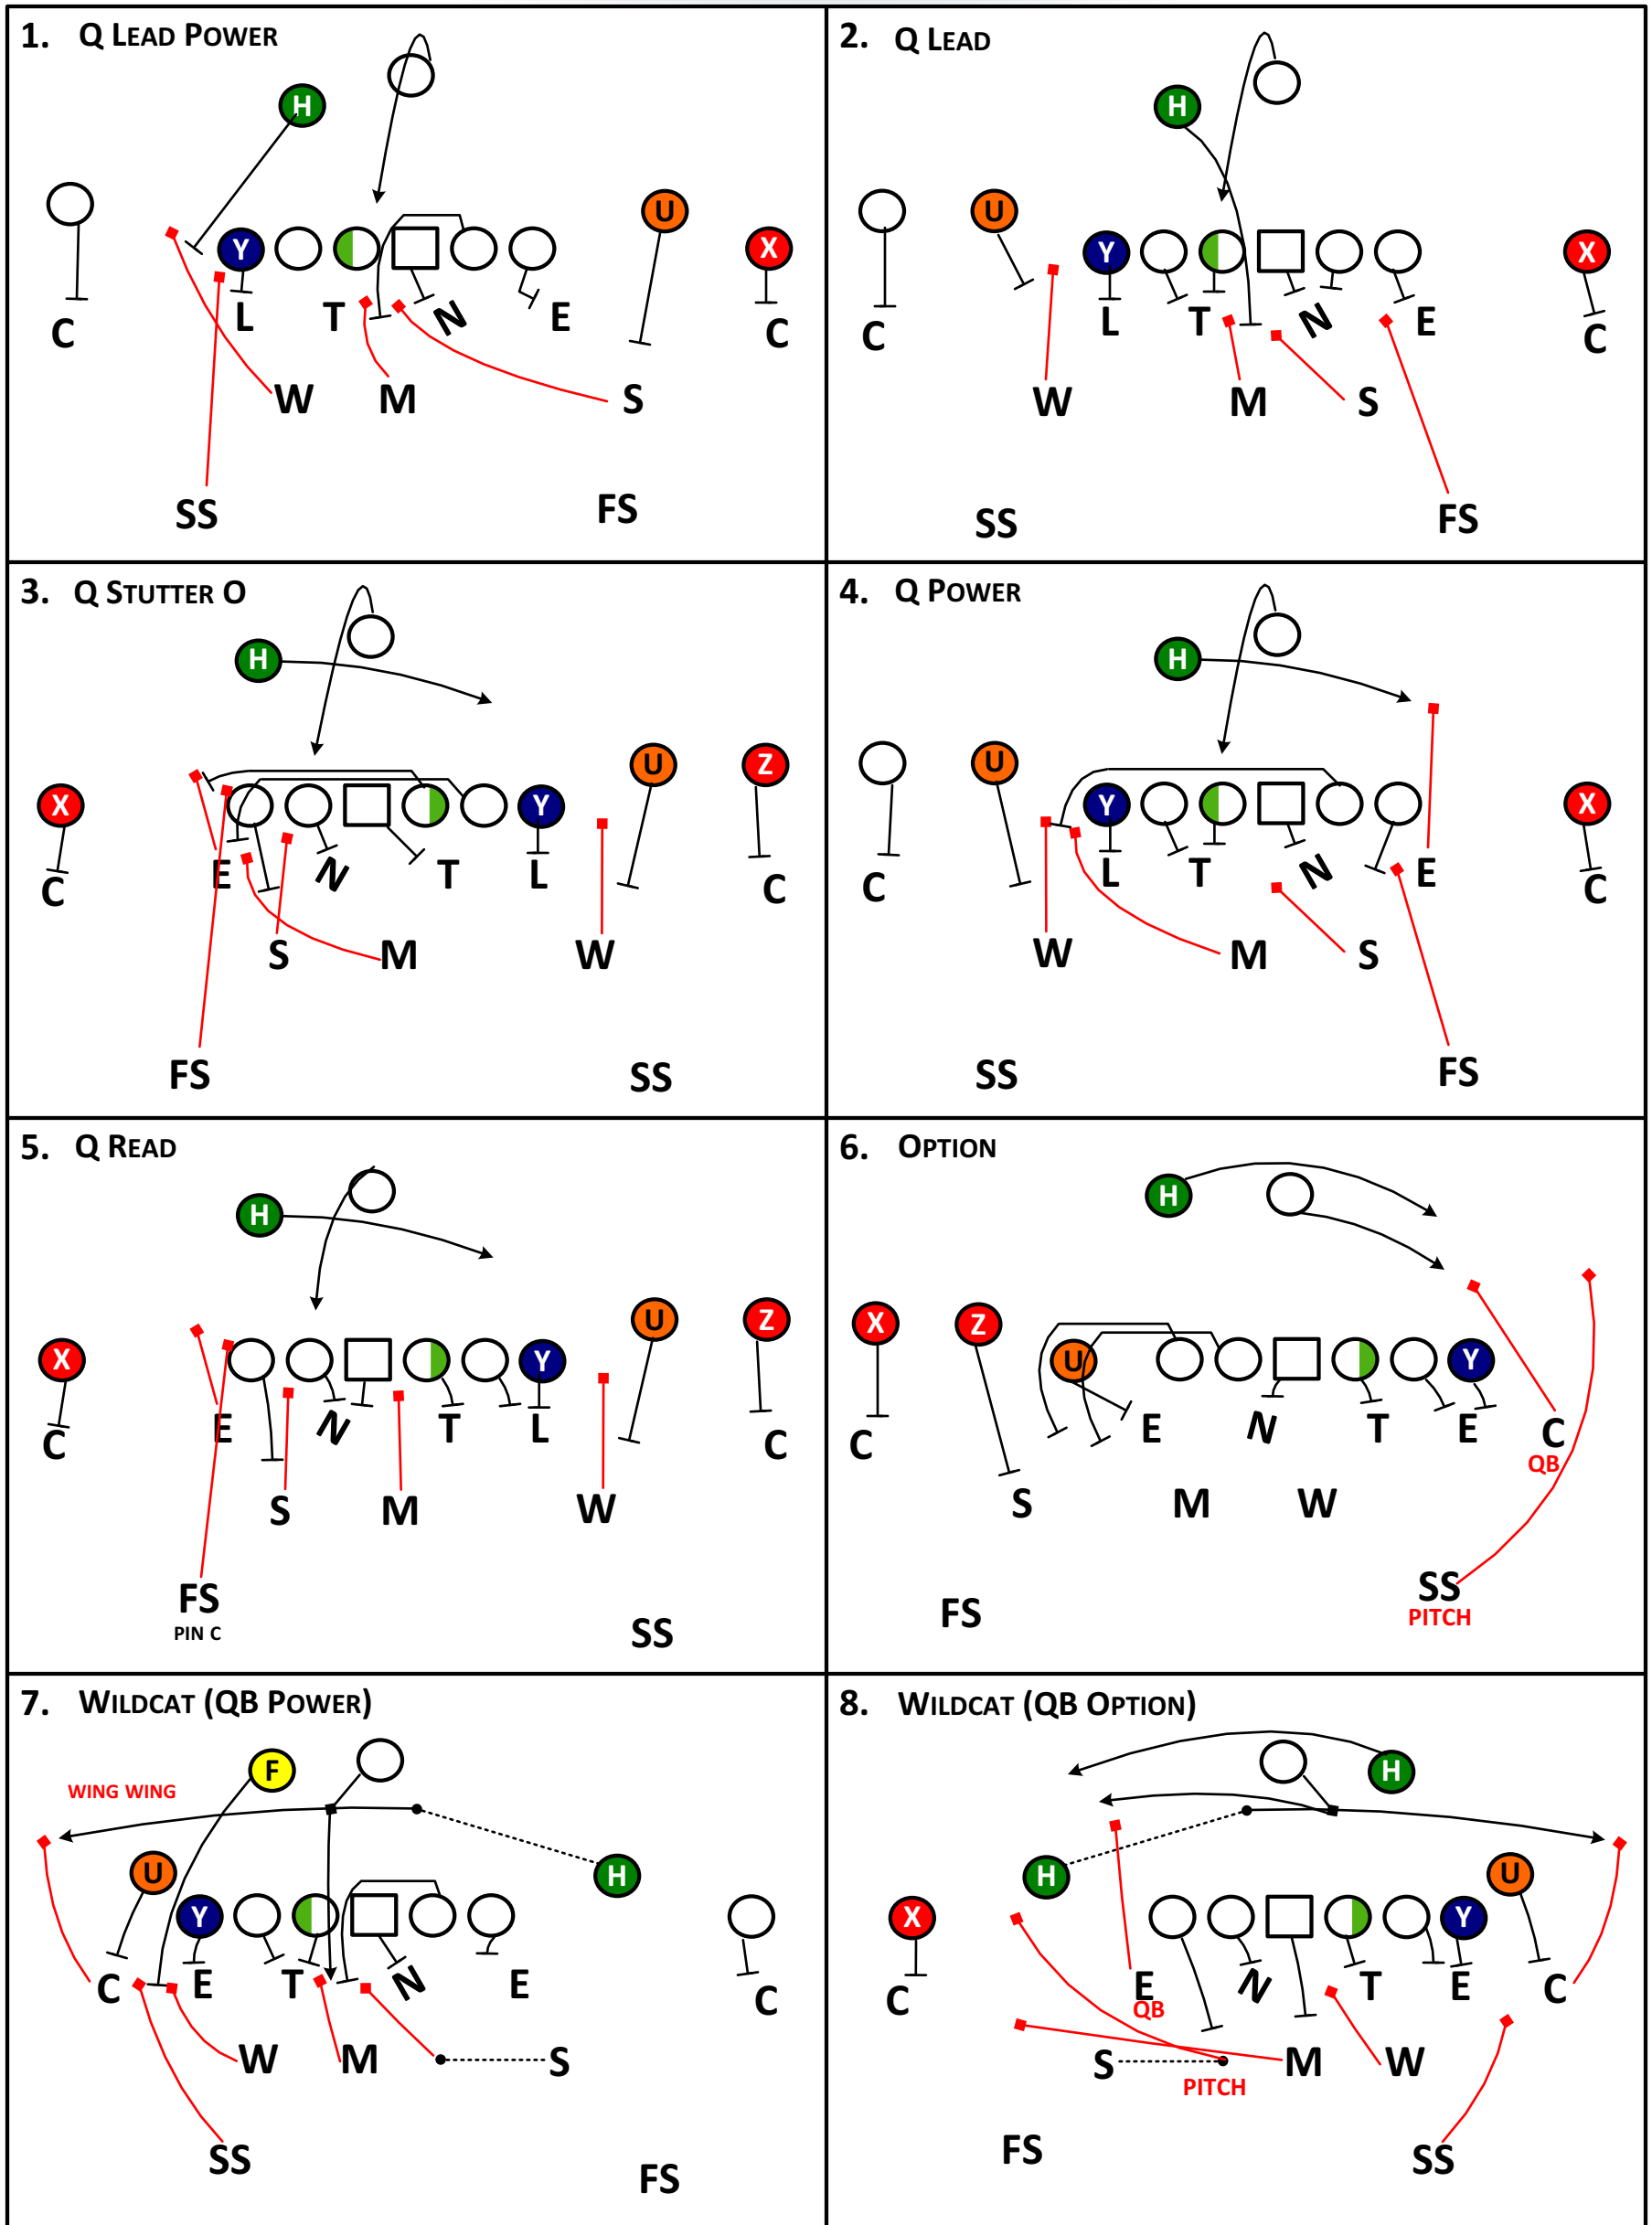 1. Q LEAD POWER
H
U
Y
X
L T N E
C
C
W M S
SS
FS
2. Q LEAD
H
U
Y
X
L T N E
C
C
W M S
SS
FS
3. Q STUTTER O
H
U
Z
X
Y
E N T L
C
C
S M W
FS
SS
4. Q POWER
H
U
Y
X
L T N E
C
C
W M S
SS
FS
5. Q READ
H
U
Z
X
Y
E N T L
C
C
S M W
FS
PIN C
SS
6. OPTION
H
X
Z
U
Y
E N T E C
C
QB
S M W
SS
PITCH
FS
7. WILDCAT (QB POWER)
F
WING WING
U
H
Y
C E T N E
C
W M S
SS
FS
8. WILDCAT (QB OPTION)
H
H
U
X
Y
E N T E C
C
QB
S M W
PITCH
FS
SS